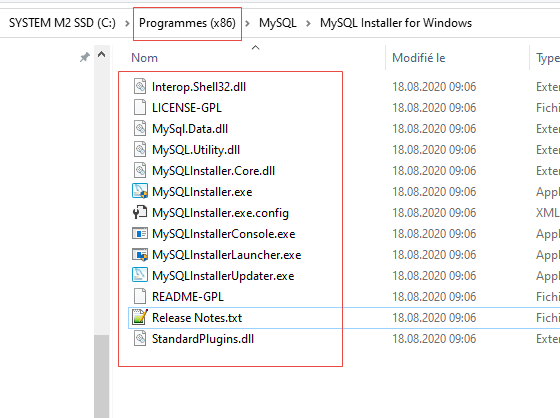 SYSTEM M2 SSD (C:) Programmes (x86) MySQL MySQL Installer for Windows
Nom Modifié le Type
Interop.Shell32.dll 18.08.2020 09:06 Exter
LICENSE-GPL 18.08.2020 09:06 Fichi
MySql.Data.dll 18.08.2020 09:06 Exter
MySQL.Utility.dll 18.08.2020 09:06 Exter
MySQLInstaller.Core.dll 18.08.2020 09:06 Exter
MySQLInstaller.exe 18.08.2020 09:06 Appl
MySQLInstaller.exe.config 18.08.2020 09:06 XML
MySQLInstallerConsole.exe 18.08.2020 09:06 Appl
MySQLInstallerLauncher.exe 18.08.2020 09:06 Appl
MySQLInstallerUpdater.exe 18.08.2020 09:06 Appl
README-GPL 18.08.2020 09:06 Fichi
Release Notes.txt 18.08.2020 09:06 Fichi
StandardPlugins.dll 18.08.2020 09:06 Exter